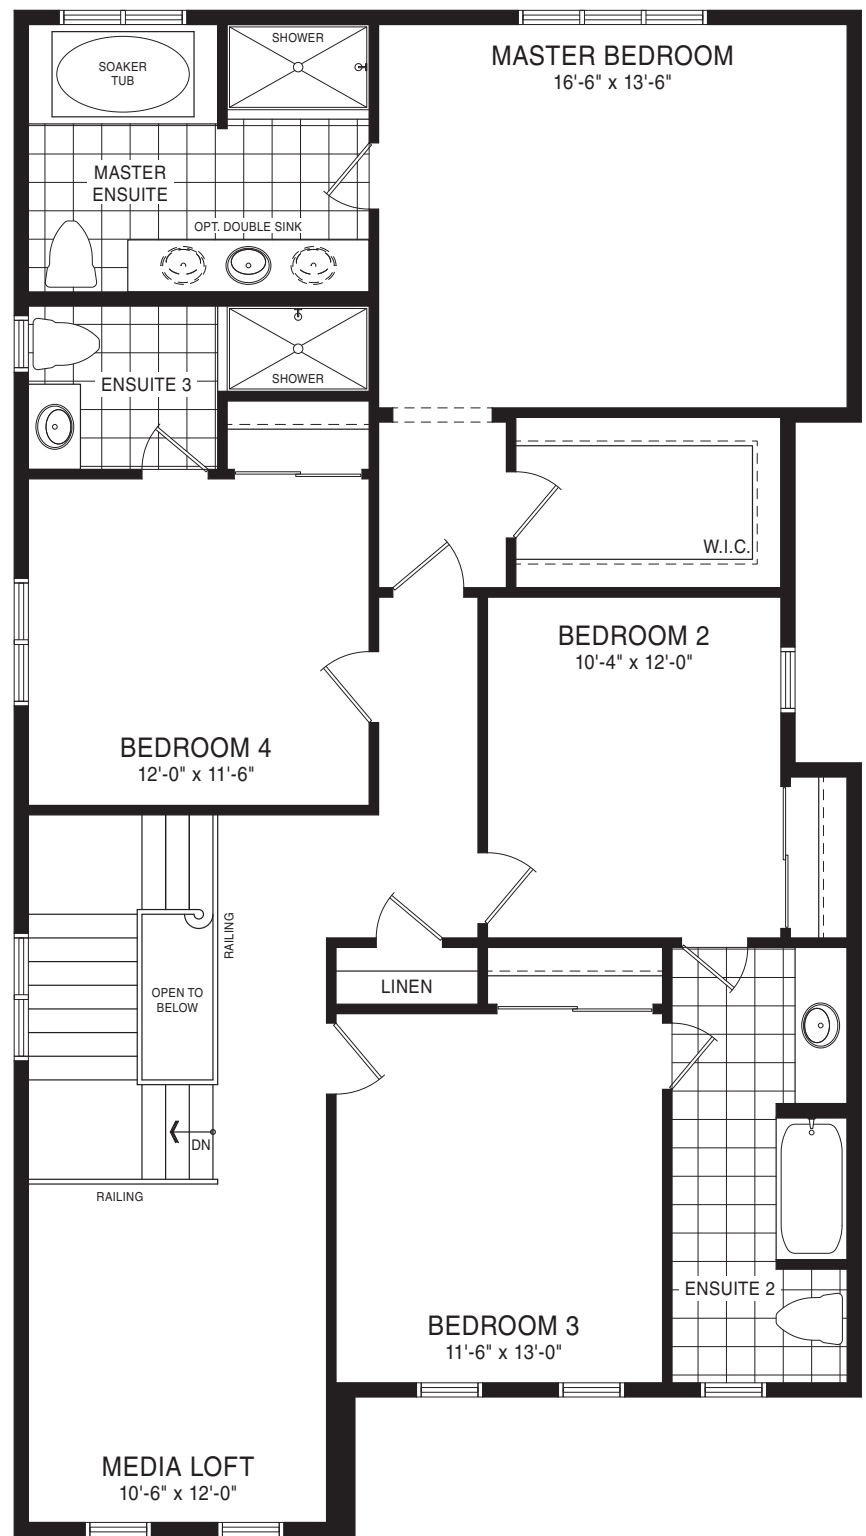 SOAKER
TUB
SHOWER
MASTER BEDROOM
16'-6" x 13'-6"
MASTER
ENSUITE
OPT. DOUBLE SINK
ENSUITE 3
SHOWER
W.I.C.
BEDROOM 2
10'-4" x 12'-0"
BEDROOM 4
12'-0" x 11'-6"
RAILING
OPEN TO
BELOW
LINEN
DN
RAILING
ENSUITE 2
BEDROOM 3
11'-6" x 13'-0"
MEDIA LOFT
10'-6" x 12'-0"